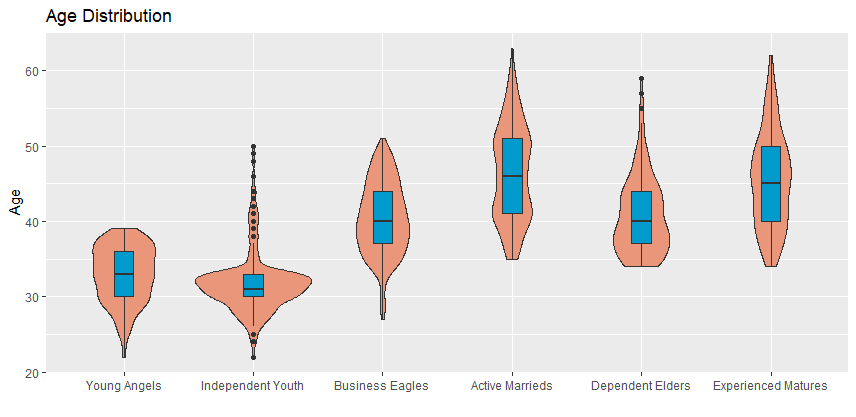 Age Distribution
60
50
40
30
20
Age
Young Angels
Independent Youth
Business Eagles
Active Marrieds
Dependent Elders
Experienced Matures